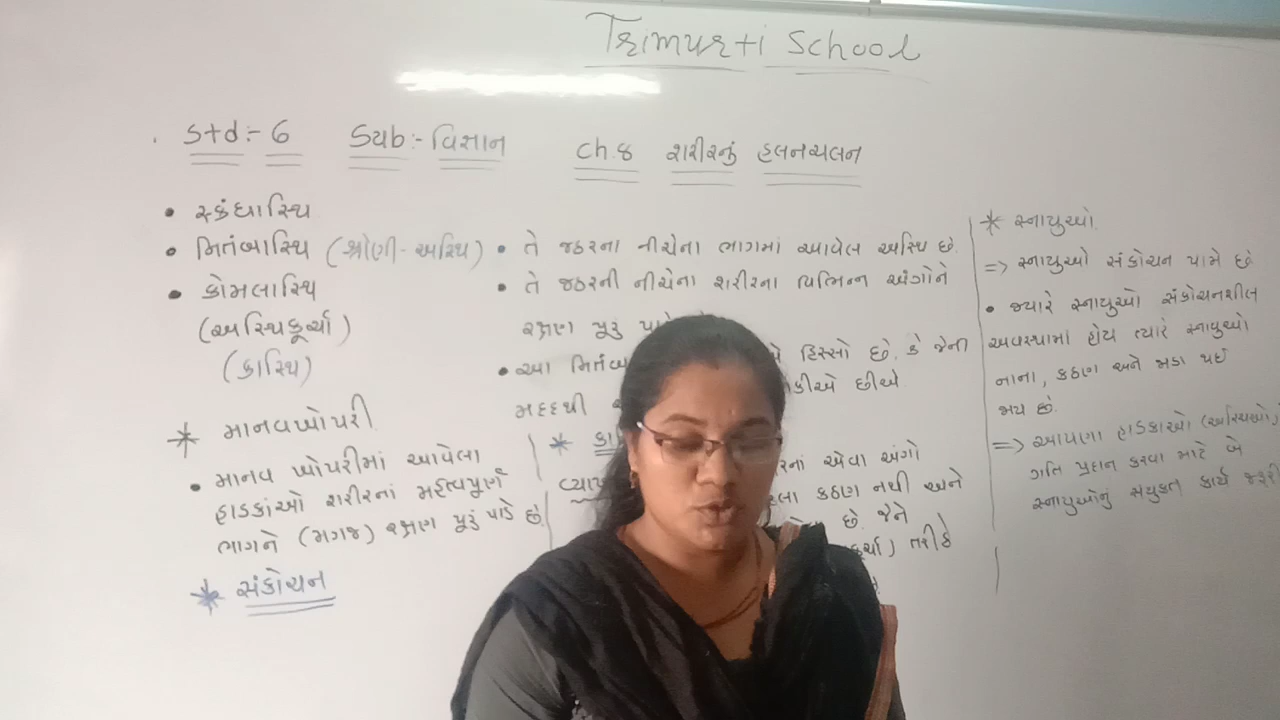 Trimurti School
Std:- 6 Sub:- વિજ્ઞાન Ch.8 શરીરનું હલનચલન
• સ્કંધાસ્થિ
• નિતંબાસ્થિ (શ્રોણી-અસ્થિ)
• કોમલાસ્થિ
(અસ્થિકૂર્ચા)
(કાસ્થિ)
* માનવખોપરી
• માનવ ખોપરીમાં આવેલા
હાડકાંઓ શરીરનાં મહત્વપૂર્ણ
ભાગને (મગજ) રક્ષણ પૂરું પાડે છે
* સંકોચન
• તે જઠરના નીચેના ભાગમાં આવેલ અસ્થિ છે.
• તે જઠરની નીચેના શરીરના વિભિન્ન અંગોને
રક્ષણ પૂરું
• આ હિસ્સો છે. કે જેની
મદદથી કીએ છીએ.
* કા
વ્યા રનાં એવા અંગો
લા કઠણ નથી અને
છે. જેને
ર્ચા) તરીકે
* સ્નાયુઓ.
=> સ્નાયુઓ સંકોચન પામે છે
• જ્યારે સ્નાયુઓ સંકોચનશીલ
અવસ્થામાં હોય ત્યારે સ્નાયુઓ
નાના, કઠણ અને જાડા થઈ
જાય છે.
=> આપણા હાડકાઓ (અસ્થિઓ)
ગતિ પ્રદાન કરવા માટે બે
સ્નાયુઓનું સંયુક્ત કાર્ય જરૂરી